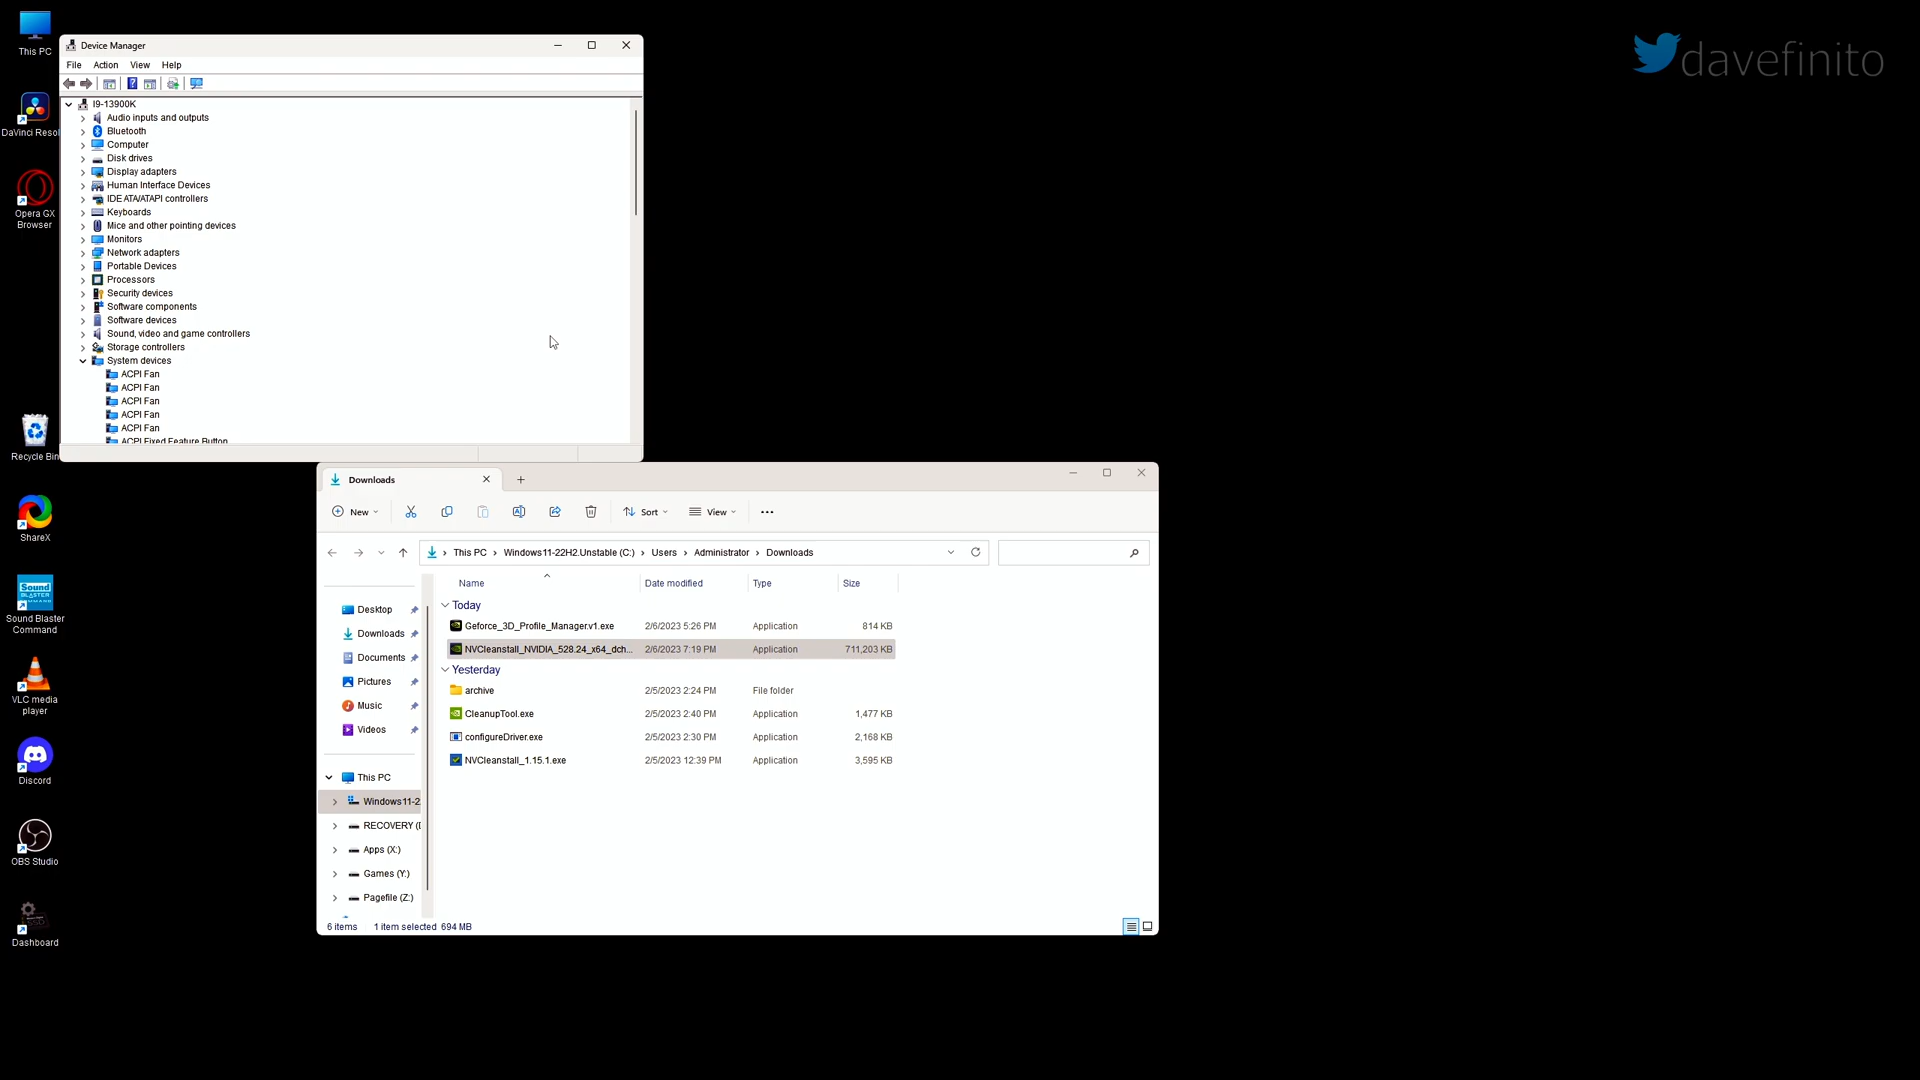 This PC
DaVinci Resol
Opera GX
Browser
Recycle Bin
ShareX
Sound
BLASTER
COMMAND
Sound Blaster
Command
VLC media
player
Discord
OBS Studio
Dashboard
davefinito
Device Manager
File Action View Help
I9-13900K
Audio inputs and outputs
Bluetooth
Computer
Disk drives
Display adapters
Human Interface Devices
IDE ATA/ATAPI controllers
Keyboards
Mice and other pointing devices
Monitors
Network adapters
Portable Devices
Processors
Security devices
Software components
Software devices
Sound, video and game controllers
Storage controllers
System devices
ACPI Fan
ACPI Fan
ACPI Fan
ACPI Fan
ACPI Fan
ACPI Fixed Feature Button
Downloads
New Sort View
This PC > Windows11-22H2.Unstable (C:) > Users > Administrator > Downloads
Desktop
Downloads
Documents
Pictures
Music
Videos
This PC
Windows11-2
RECOVERY (D
Apps (X:)
Games (Y:)
Pagefile (Z:)
Name Date modified Type Size
Today
Geforce_3D_Profile_Manager.v1.exe 2/6/2023 5:26 PM Application 814 KB
NVCleanstall_NVIDIA_528.24_x64_dch... 2/6/2023 7:19 PM Application 711,203 KB
Yesterday
archive 2/5/2023 2:24 PM File folder
CleanupTool.exe 2/5/2023 2:40 PM Application 1,477 KB
configureDriver.exe 2/5/2023 2:30 PM Application 2,168 KB
NVCleanstall_1.15.1.exe 2/5/2023 12:39 PM Application 3,595 KB
6 items 1 item selected 694 MB